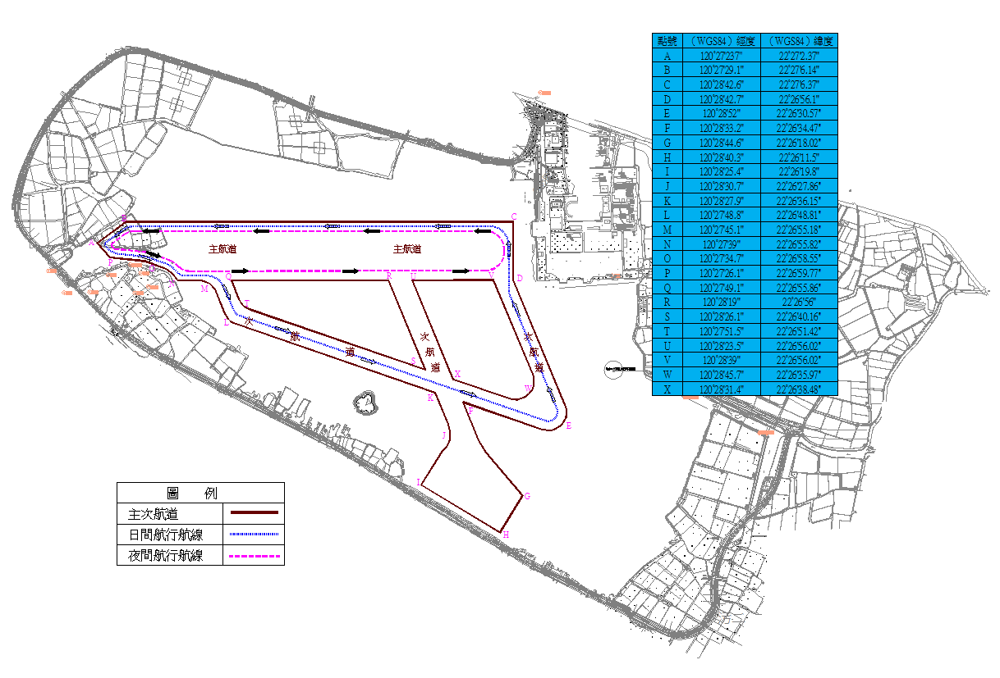 點號 （WGS84）經度 （WGS84）緯度
A 120°27'23.7" 22°27'2.37"
B 120°27'29.1" 22°27'6.14"
C 120°28'42.6" 22°27'6.37"
D 120°28'42.7" 22°26'56.1"
E 120°28'52" 22°26'30.57"
F 120°28'33.2" 22°26'34.47"
G 120°28'44.6" 22°26'18.02"
H 120°28'40.3" 22°26'11.5"
I 120°28'25.4" 22°26'19.8"
J 120°28'30.7" 22°26'27.86"
K 120°28'27.9" 22°26'36.15"
L 120°27'48.8" 22°26'48.81"
M 120°27'45.1" 22°26'55.18"
N 120°27'39" 22°26'55.82"
O 120°27'34.7" 22°26'58.55"
P 120°27'26.1" 22°26'59.77"
Q 120°27'49.1" 22°26'55.86"
R 120°28'19" 22°26'56"
S 120°28'26.1" 22°26'40.16"
T 120°27'51.5" 22°26'51.42"
U 120°28'23.5" 22°26'56.02"
V 120°28'39" 22°26'56.02"
W 120°28'45.7" 22°26'35.97"
X 120°28'31.4" 22°26'38.48"
B
C
A
主航道
主航道
P
Q
R
U
V
D
M
T
L
次
航
道
次
航
道
次
航
道
S
X
W
K
F
E
J
I
G
H
圖 例
主次航道
日間航行航線
夜間航行航線